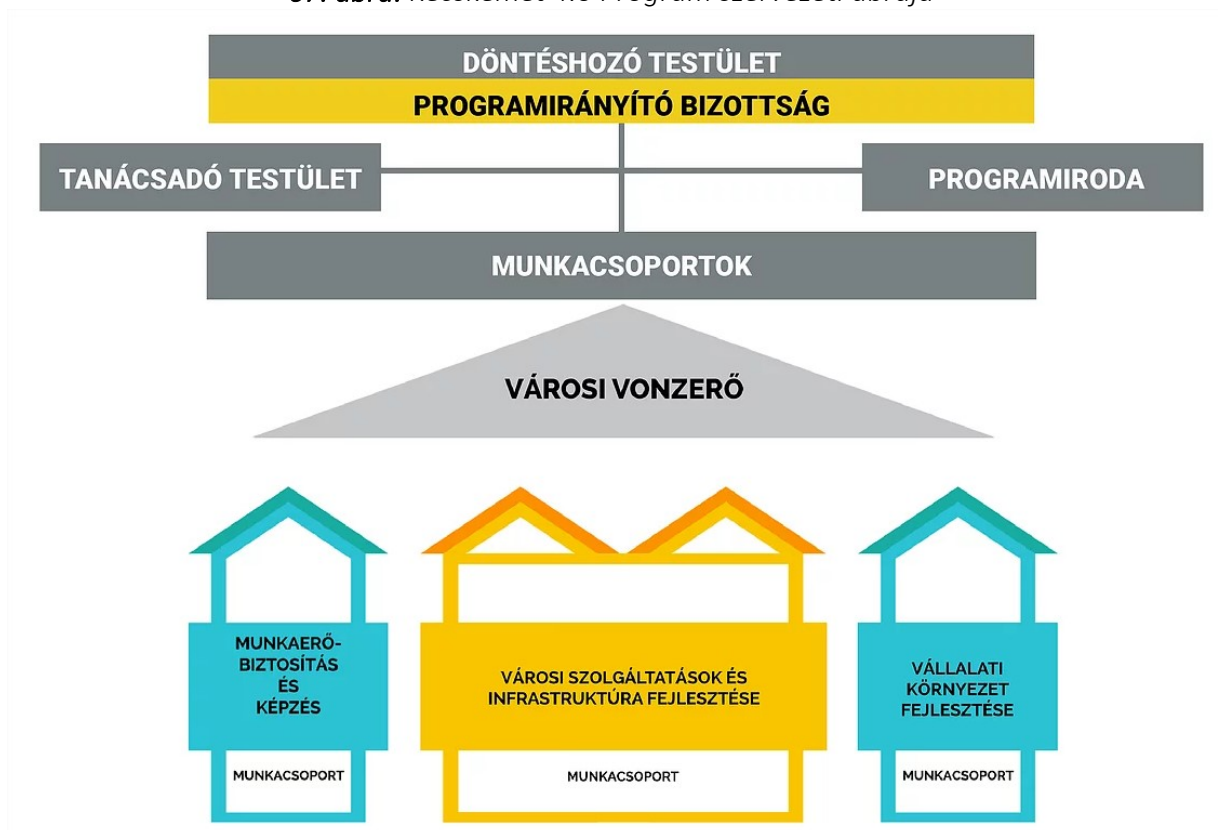 DÖNTÉSHOZÓ TESTÜLET
PROGRAMIRÁNYÍTÓ BIZOTTSÁG
TANÁCSADÓ TESTÜLET
PROGRAMIRODA
MUNKACSOPORTOK
VÁROSI VONZERŐ
MUNKAERŐ-
BIZTOSÍTÁS
ÉS
KÉPZÉS
MUNKACSOPORT
VÁROSI SZOLGÁLTATÁSOK ÉS
INFRASTRUKTÚRA FEJLESZTÉSE
MUNKACSOPORT
VÁLLALATI
KÖRNYEZET
FEJLESZTÉSE
MUNKACSOPORT